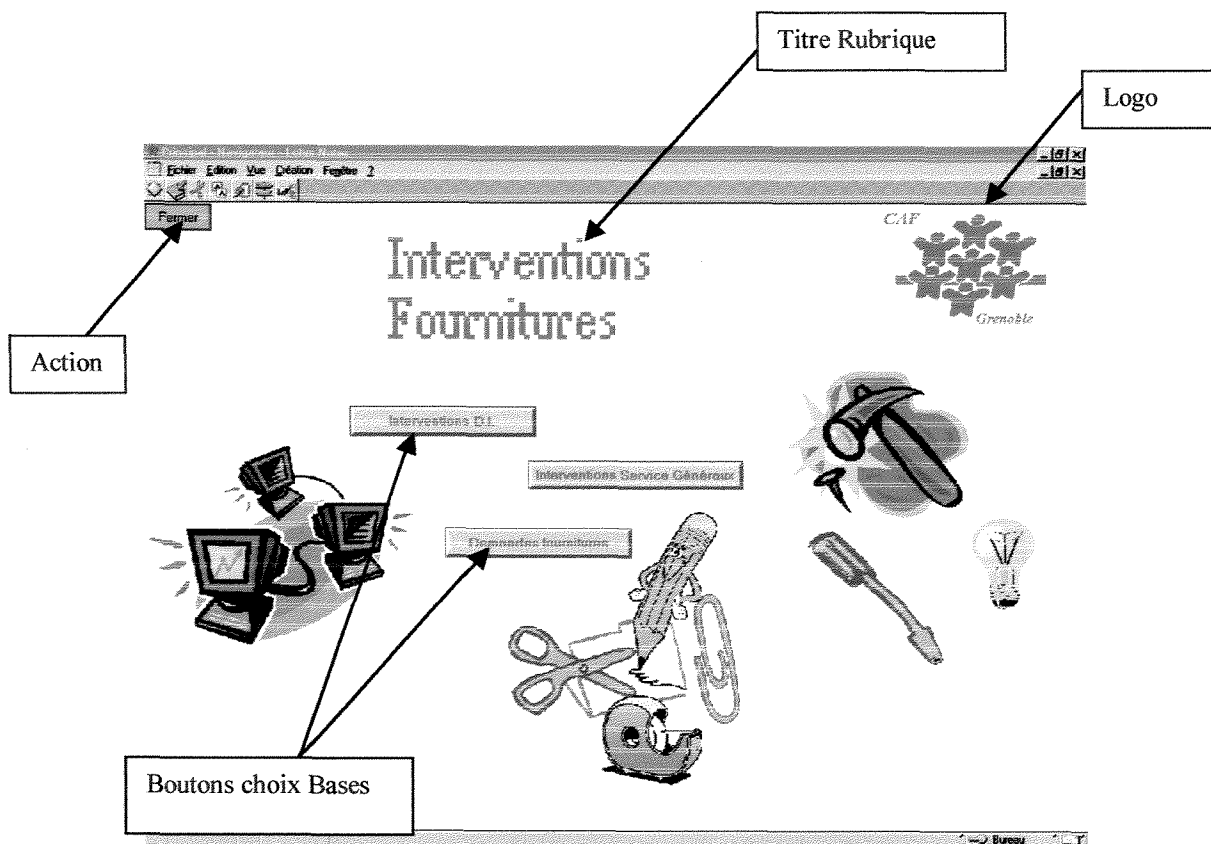 Titre Rubrique
Logo
Fichier Edition Vue Création Fenêtre ?
Fermer
CAF
Interventions
Fournitures
Grenoble
Action
Interventions D.I.
Interventions Service Généraux
Demandes fournitures
Boutons choix Bases
Bureau